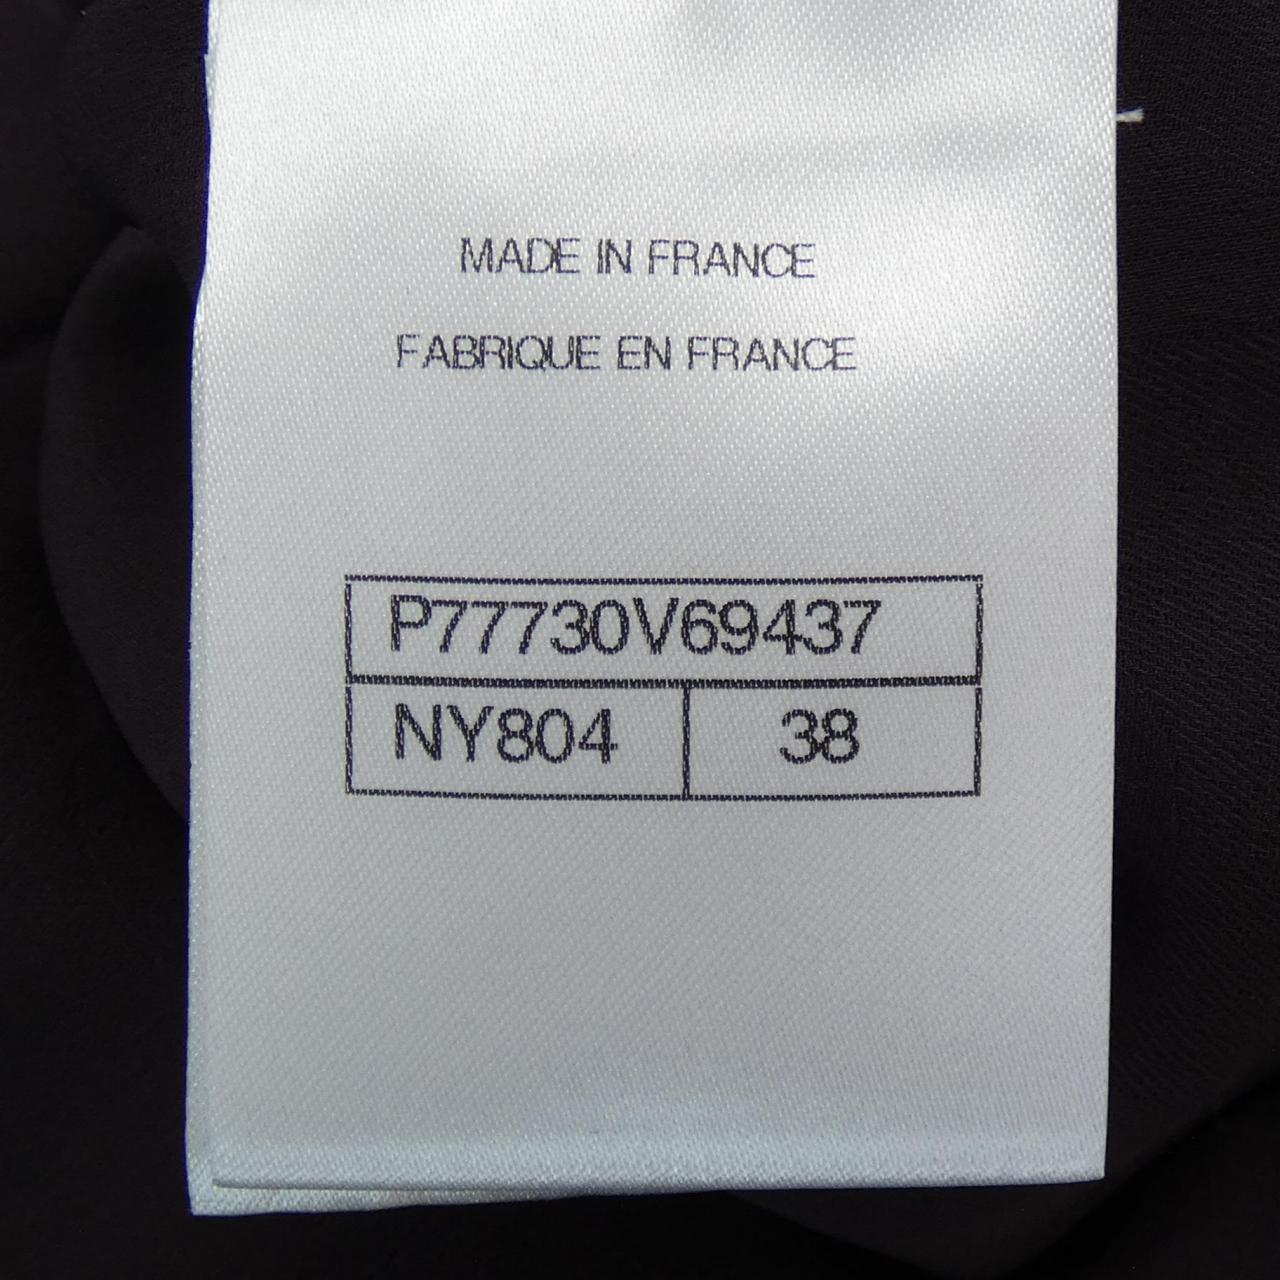 MADE IN FRANCE
FABRIQUE EN FRANCE
P77730V69437
NY804 38